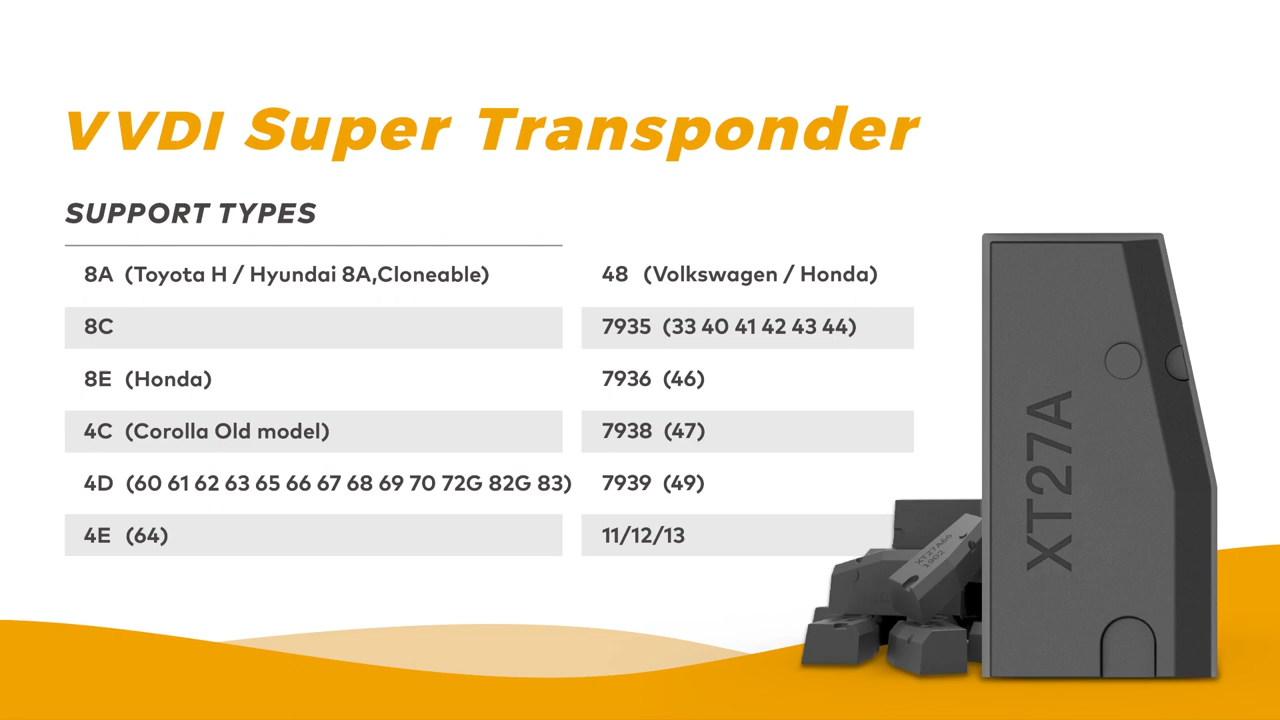 VVDI Super Transponder
SUPPORT TYPES
8A (Toyota H / Hyundai 8A,Cloneable)
8C
8E (Honda)
4C (Corolla Old model)
4D (60 61 62 63 65 66 67 68 69 70 72G 82G 83)
4E (64)
48 (Volkswagen / Honda)
7935 (33 40 41 42 43 44)
7936 (46)
7938 (47)
7939 (49)
11/12/13
XT27A
XT27A66
1902